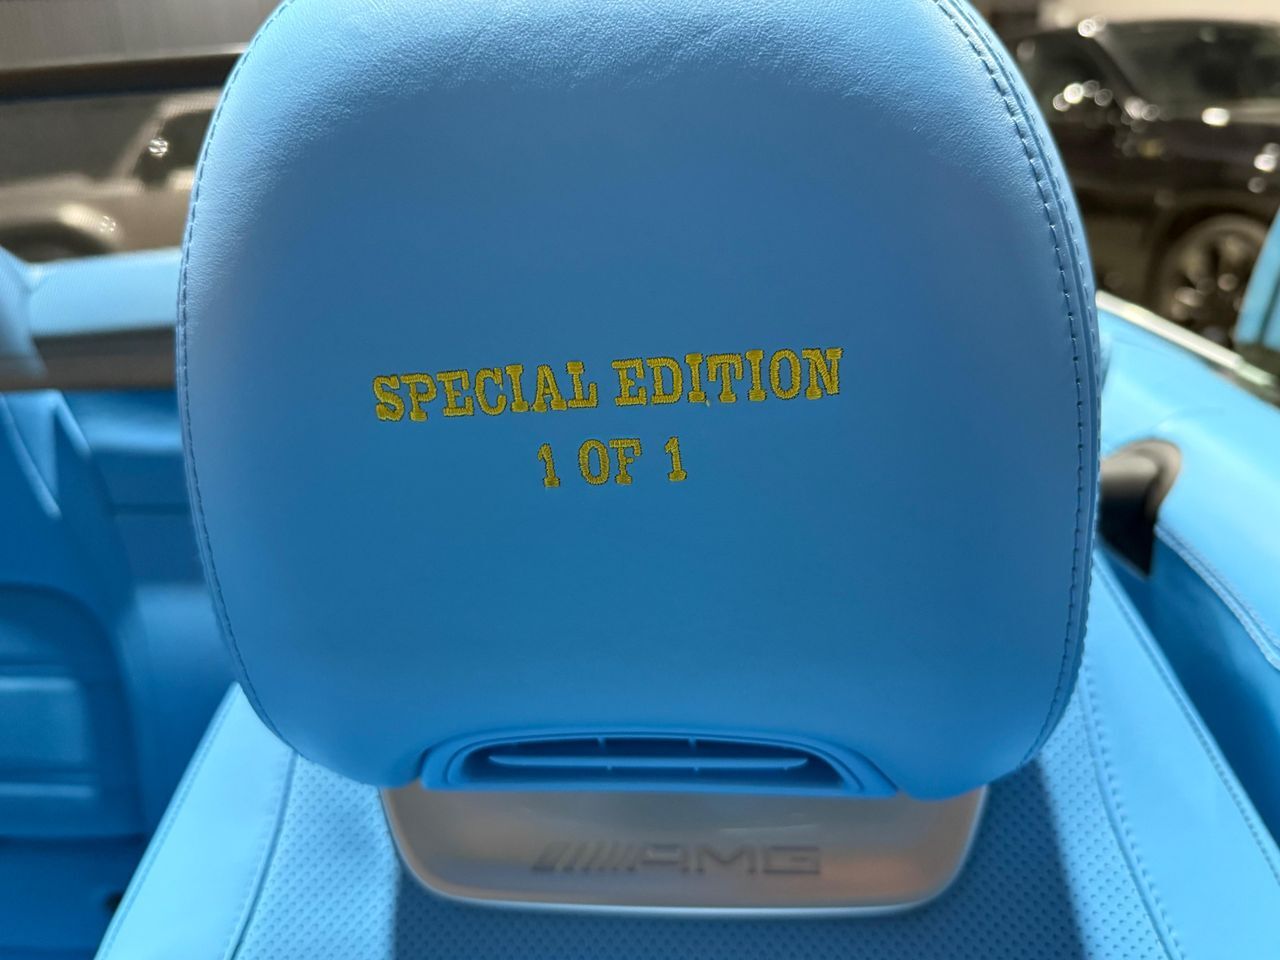 SPECIAL EDITION
1 OF 1
AMG